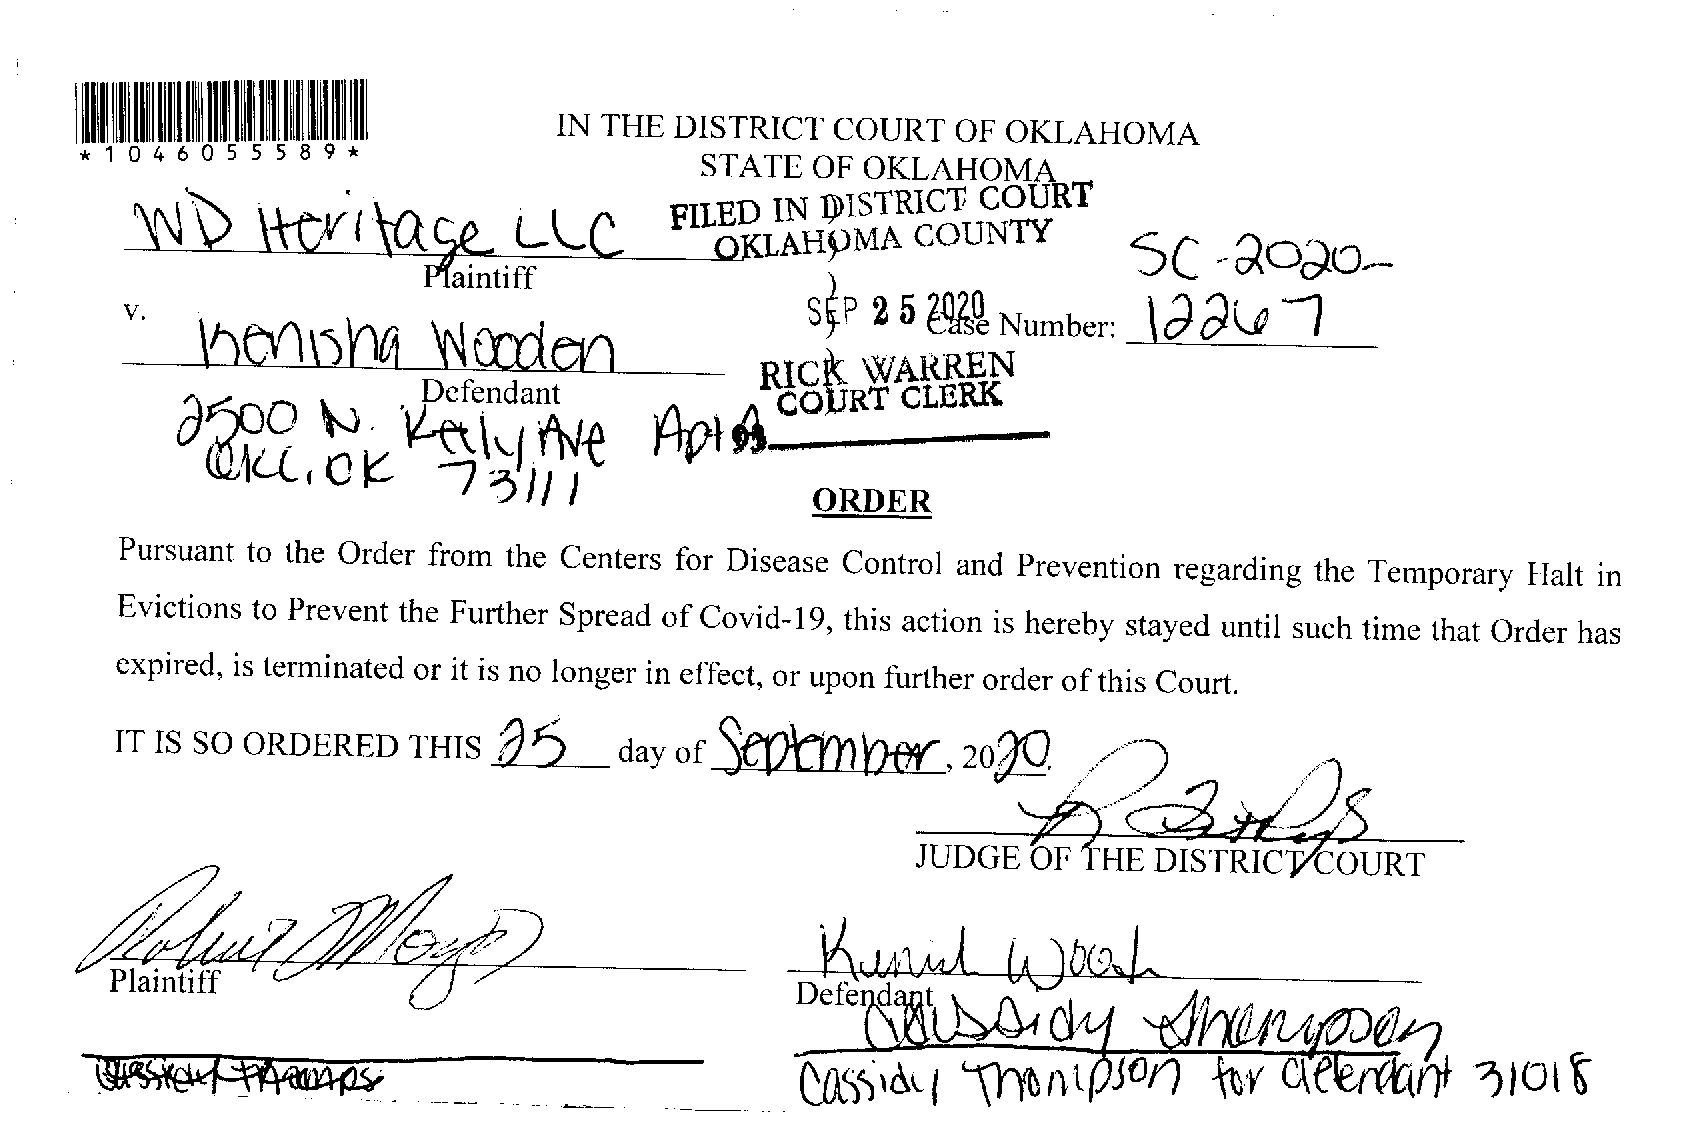 *1046055589*
IN THE DISTRICT COURT OF OKLAHOMA
STATE OF OKLAHOMA
FILED IN DISTRICT COURT
OKLAHOMA COUNTY
WD Heritage LLC
Plaintiff
SC-2020-
v.
SEP 25 2020
Case Number: 12267
Kenisha Wooden
Defendant
RICK WARREN
COURT CLERK
2500 N. Kelly Ave Apt
OKC, OK 73111
ORDER
Pursuant to the Order from the Centers for Disease Control and Prevention regarding the Temporary Halt in
Evictions to Prevent the Further Spread of Covid-19, this action is hereby stayed until such time that Order has
expired, is terminated or it is no longer in effect, or upon further order of this Court.
IT IS SO ORDERED THIS 25 day of September, 2020.
JUDGE OF THE DISTRICT COURT
Plaintiff
Defendant
Cassidy Thompson
Cassidy Thompson for defendant 31018